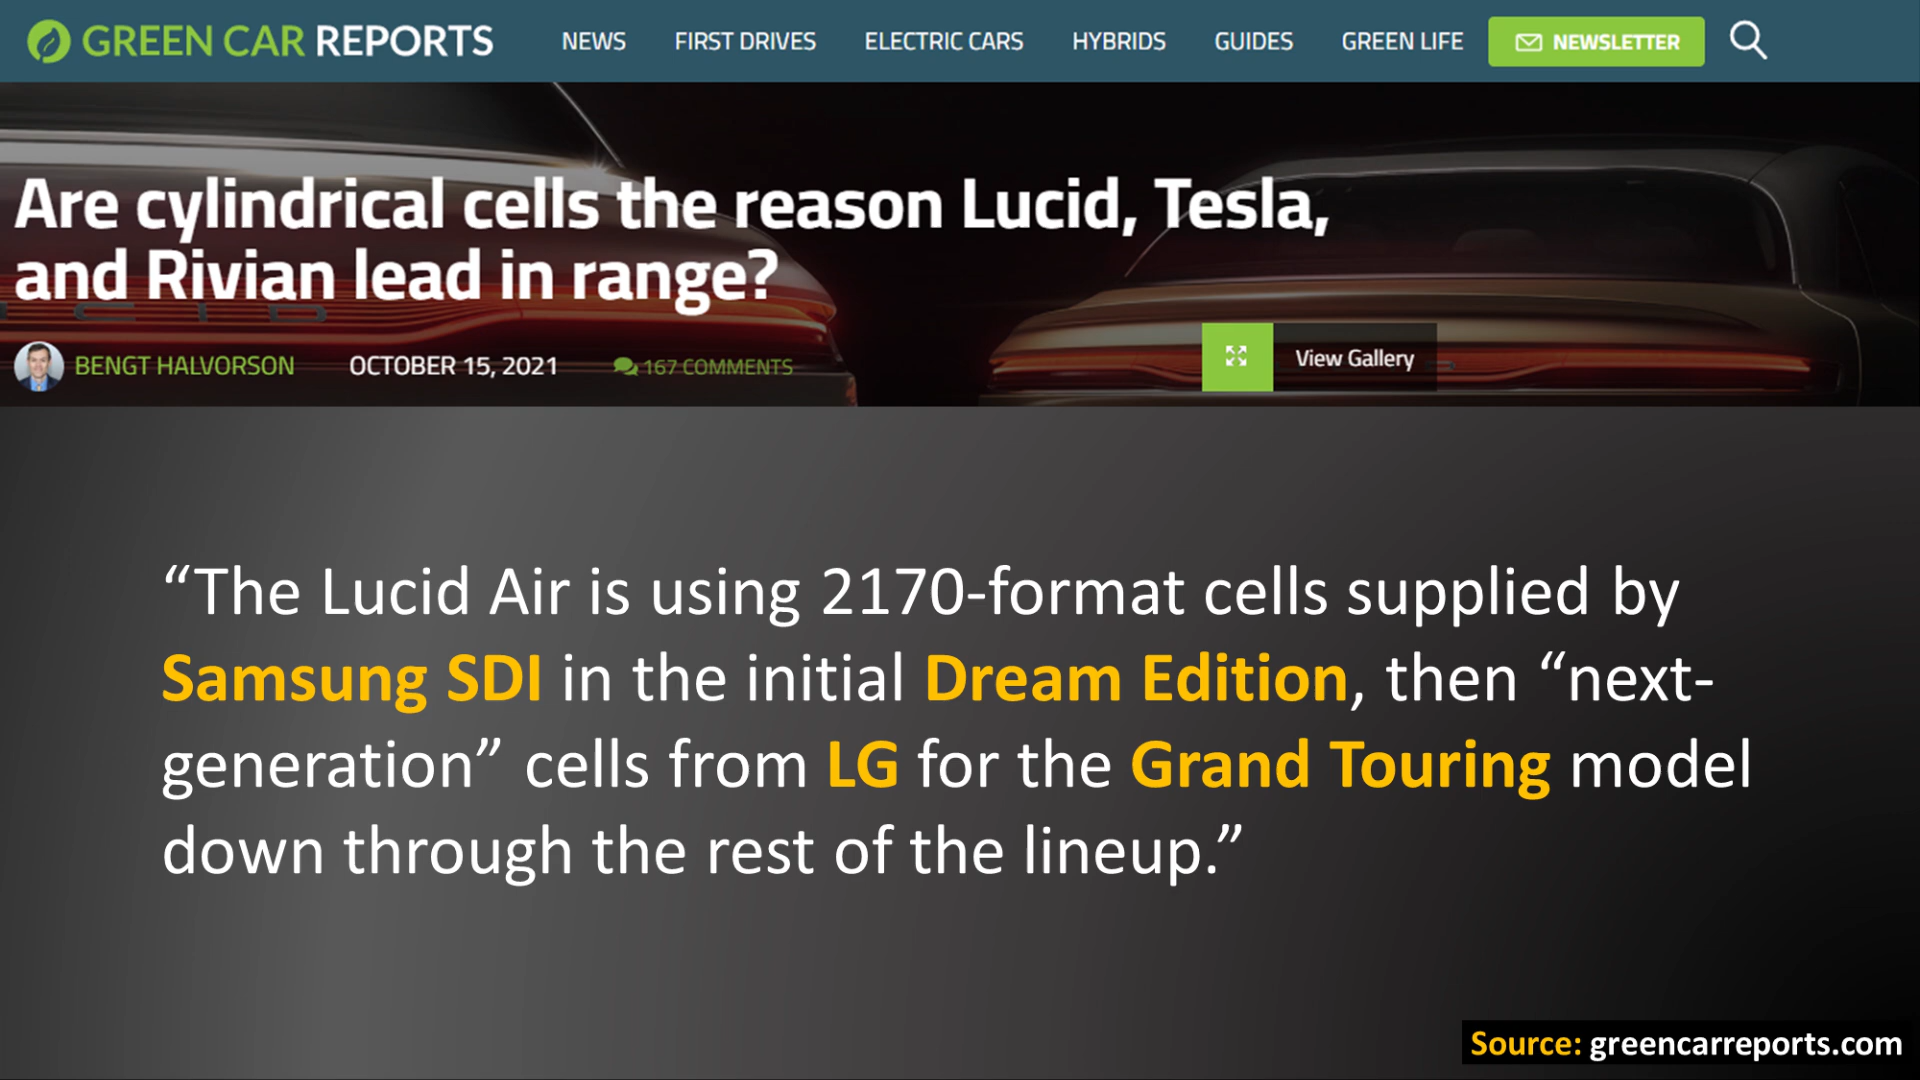 GREEN CAR REPORTS
NEWS
FIRST DRIVES
ELECTRIC CARS
HYBRIDS
GUIDES
GREEN LIFE
NEWSLETTER
Are cylindrical cells the reason Lucid, Tesla,
and Rivian lead in range?
BENGT HALVORSON
OCTOBER 15, 2021
167 COMMENTS
View Gallery
“The Lucid Air is using 2170-format cells supplied by
Samsung SDI in the initial Dream Edition, then “next-
generation” cells from LG for the Grand Touring model
down through the rest of the lineup.”
Source: greencarreports.com